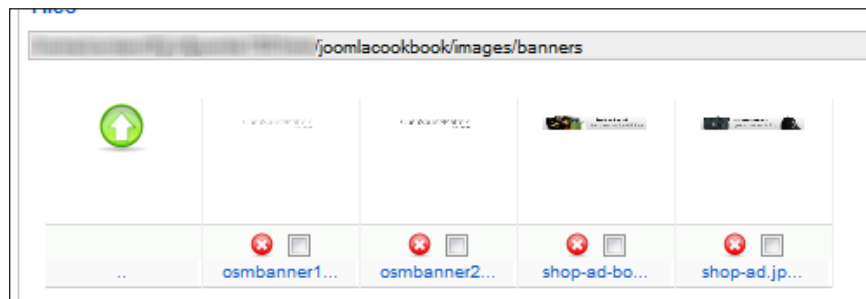 Files
/joomlacookbook/images/banners
.. osmbanner1... osmbanner2... shop-ad-bo... shop-ad.jp...